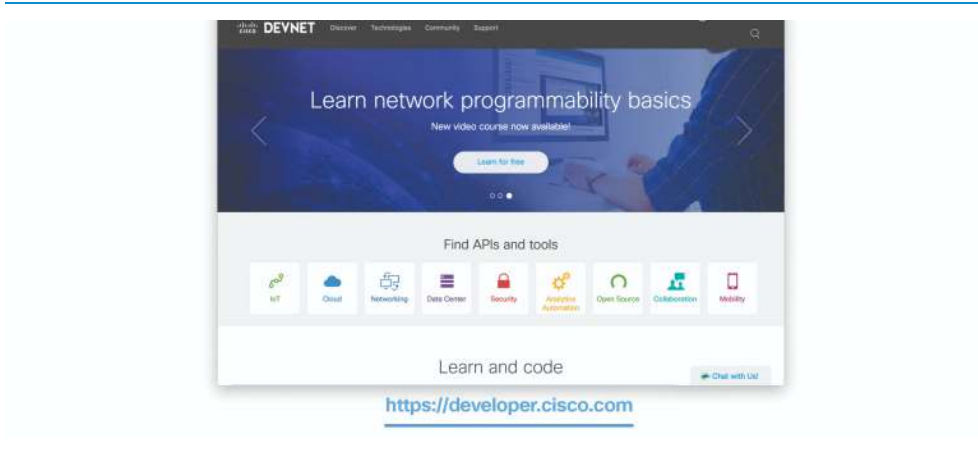 cisco DEVNET Discover Technologies Community Support
Learn network programmability basics
New video course now available!
Learn for free
Find APIs and tools
IoT Cloud Networking Data Center Security Analytics Automation Open Source Collaboration Mobility
Learn and code
Chat with Us!
https://developer.cisco.com